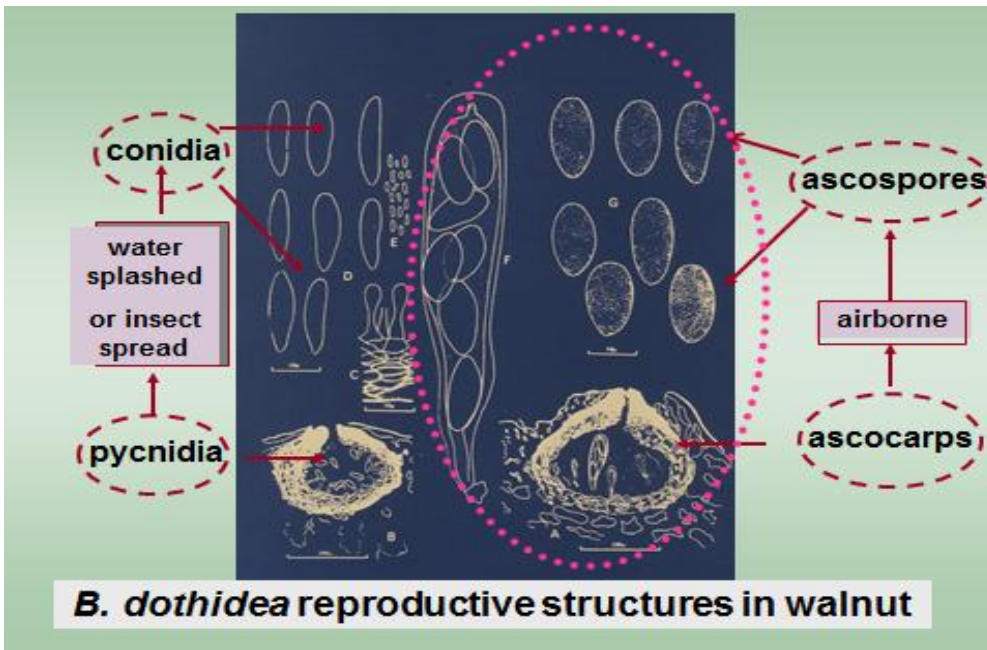 conidia
water
splashed
or insect
spread
pycnidia
ascospores
airborne
ascocarps
E
D
C
B
F
G
A
B. dothidea reproductive structures in walnut